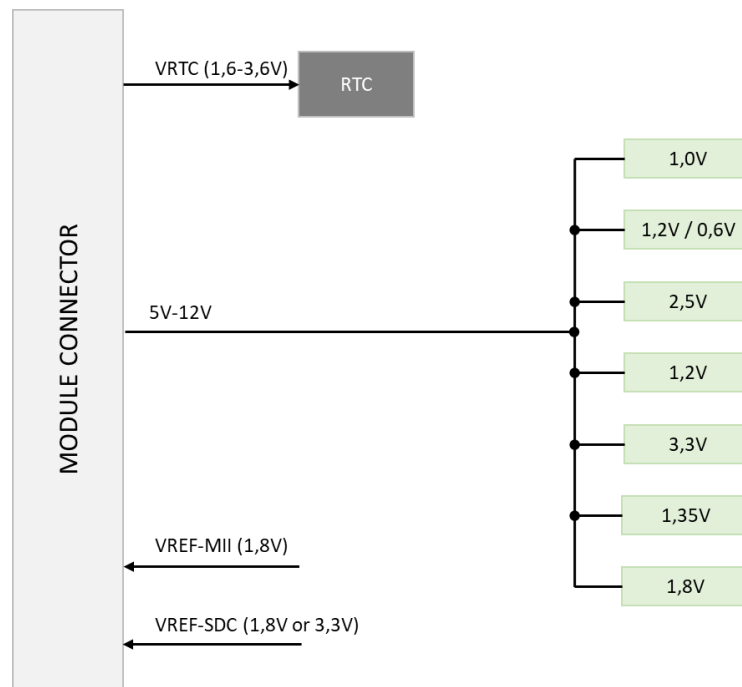 MODULE CONNECTOR
VRTC (1,6-3,6V)
RTC
1,0V
1,2V / 0,6V
2,5V
5V-12V
1,2V
3,3V
1,35V
VREF-MII (1,8V)
1,8V
VREF-SDC (1,8V or 3,3V)